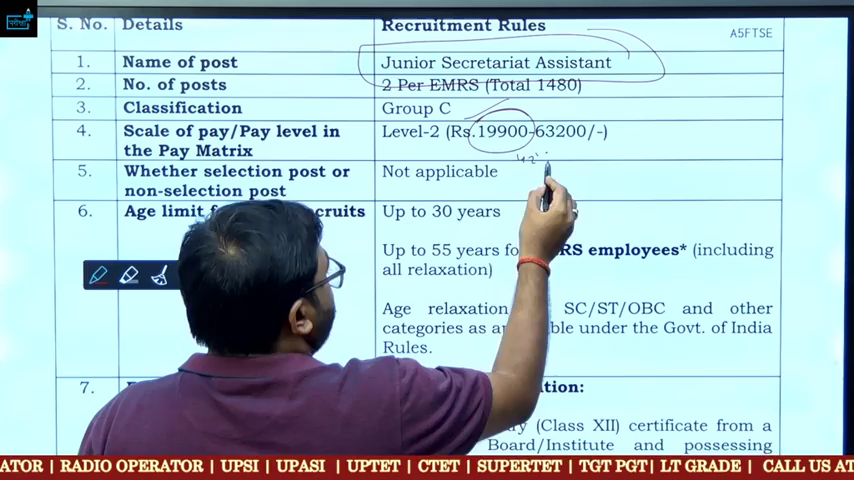 परीक्षा
S. No. Details Recruitment Rules
A5FTSE
1. Name of post Junior Secretariat Assistant
2. No. of posts 2 Per EMRS (Total 1480)
3. Classification Group C
4. Scale of pay/Pay level in the Pay Matrix Level-2 (Rs.19900-63200/-)
5. Whether selection post or non-selection post Not applicable
6. Age limit recruits Up to 30 years
Up to 55 years RS employees* (including
all relaxation)
Age relaxation SC/ST/OBC and other
categories as under the Govt. of India
Rules.
7.
(Class XII) certificate from a
Board/Institute and possessing
RADIO OPERATOR | UPSI | UPASI | UPTET | CTET | SUPERTET | TGT PGT| LT GRADE | CALL US AT